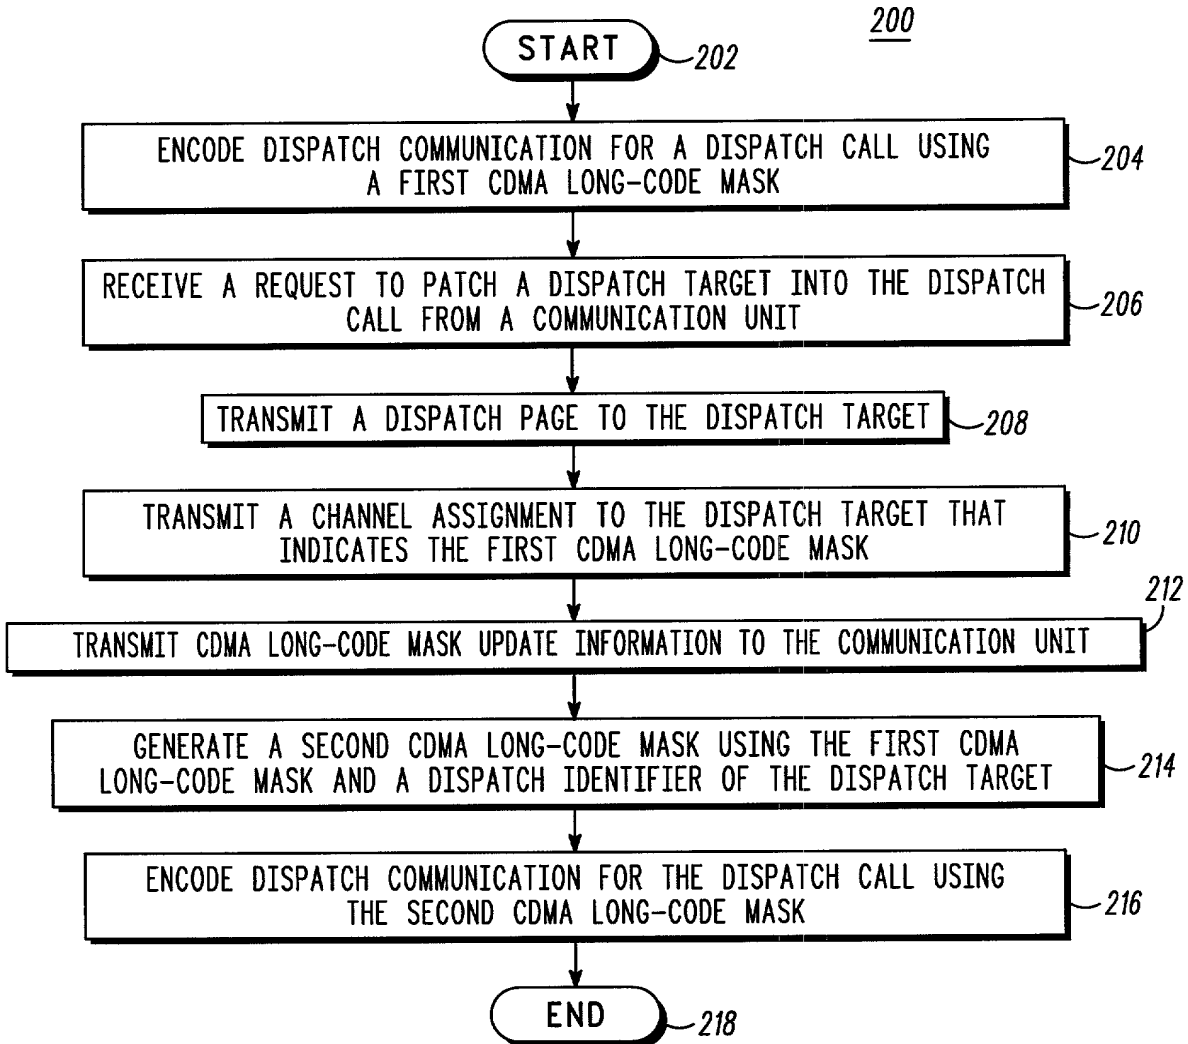 200
START
202
ENCODE DISPATCH COMMUNICATION FOR A DISPATCH CALL USING
A FIRST CDMA LONG-CODE MASK
204
RECEIVE A REQUEST TO PATCH A DISPATCH TARGET INTO THE DISPATCH
CALL FROM A COMMUNICATION UNIT
206
TRANSMIT A DISPATCH PAGE TO THE DISPATCH TARGET
208
TRANSMIT A CHANNEL ASSIGNMENT TO THE DISPATCH TARGET THAT
INDICATES THE FIRST CDMA LONG-CODE MASK
210
212
TRANSMIT CDMA LONG-CODE MASK UPDATE INFORMATION TO THE COMMUNICATION UNIT
GENERATE A SECOND CDMA LONG-CODE MASK USING THE FIRST CDMA
LONG-CODE MASK AND A DISPATCH IDENTIFIER OF THE DISPATCH TARGET
214
ENCODE DISPATCH COMMUNICATION FOR THE DISPATCH CALL USING
THE SECOND CDMA LONG-CODE MASK
216
END
218